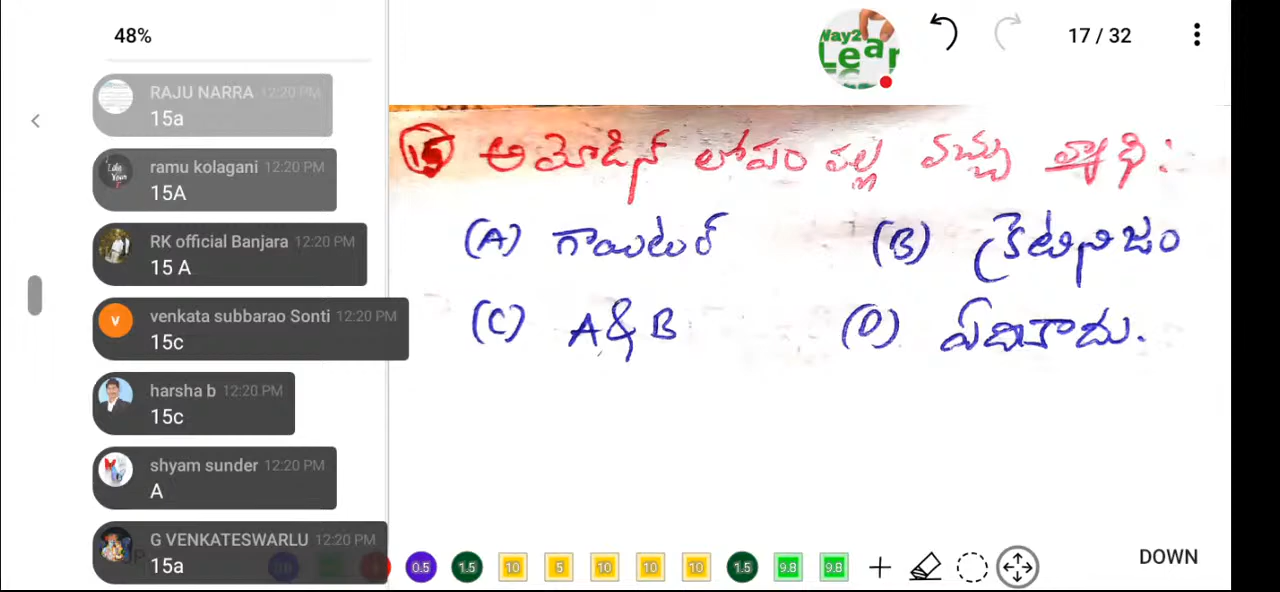 48%
17 / 32
Way2
Lear
RAJU NARRA 12:20 PM
15a
ramu kolagani 12:20 PM
15A
RK official Banjara 12:20 PM
15 A
venkata subbarao Sonti 12:20 PM
15c
harsha b 12:20 PM
15c
shyam sunder 12:20 PM
A
G VENKATESWARLU 12:20 PM
15a
15 అమోడిన్ లోపం వల్ల వచ్చు వ్యాధి:
(A) గాయిటర్ (B) క్రెటినిజం
(C) A & B (D) ఏదికాదు.
0.5 1.5 10 5 10 10 10 1.5 9.8 9.8
DOWN